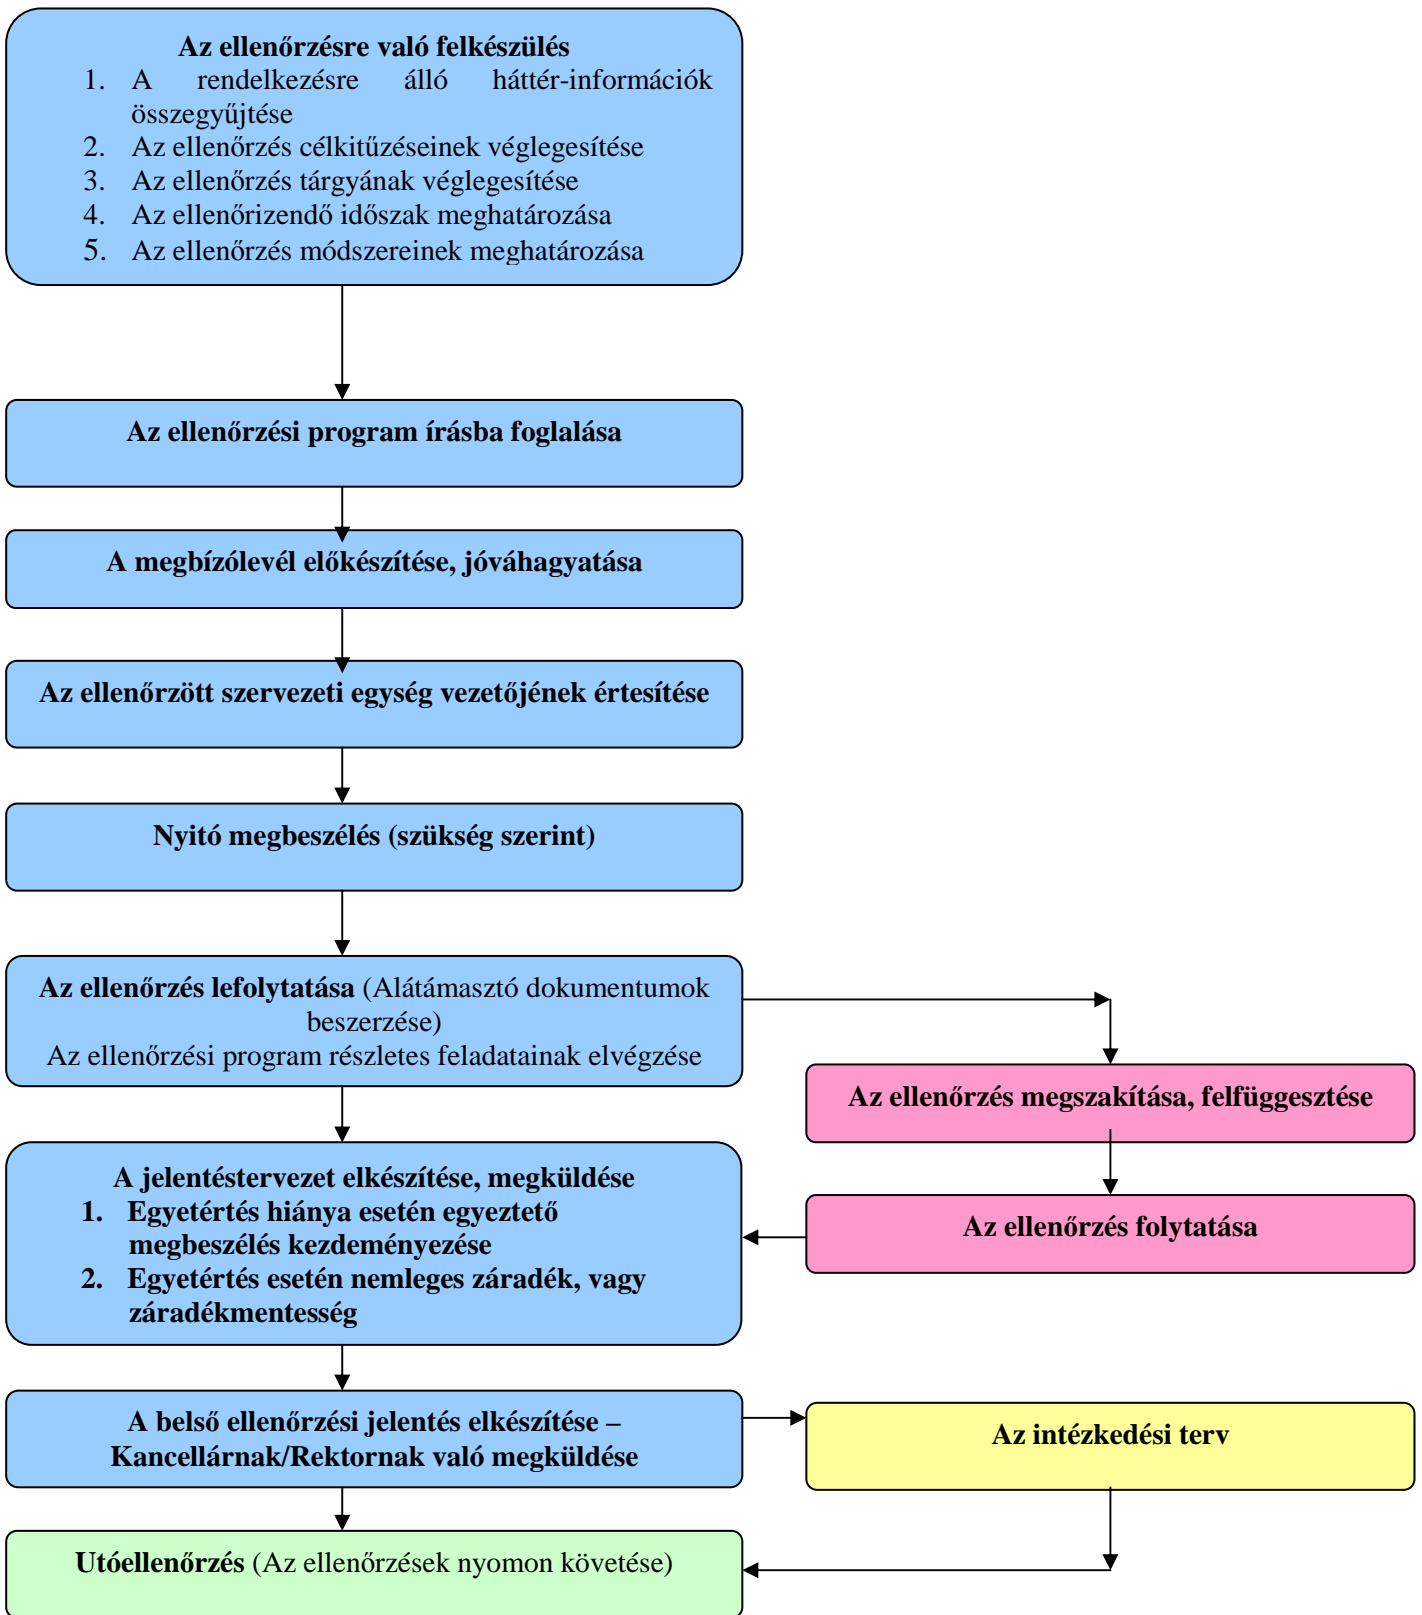 Az ellenőrzésre való felkészülés
1. A rendelkezésre álló háttér-információk
összegyűjtése
2. Az ellenőrzés célkitűzéseinek véglegesítése
3. Az ellenőrzés tárgyának véglegesítése
4. Az ellenőrizendő időszak meghatározása
5. Az ellenőrzés módszereinek meghatározása
Az ellenőrzési program írásba foglalása
A megbízólevél előkészítése, jóváhagyatása
Az ellenőrzött szervezeti egység vezetőjének értesítése
Nyitó megbeszélés (szükség szerint)
Az ellenőrzés lefolytatása (Alátámasztó dokumentumok
beszerzése)
Az ellenőrzési program részletes feladatainak elvégzése
Az ellenőrzés megszakítása, felfüggesztése
Az ellenőrzés folytatása
A jelentéstervezet elkészítése, megküldése
1. Egyetértés hiánya esetén egyeztető
megbeszélés kezdeményezése
2. Egyetértés esetén nemleges záradék, vagy
záradékmentesség
A belső ellenőrzési jelentés elkészítése –
Kancellárnak/Rektornak való megküldése
Az intézkedési terv
Utóellenőrzés (Az ellenőrzések nyomon követése)